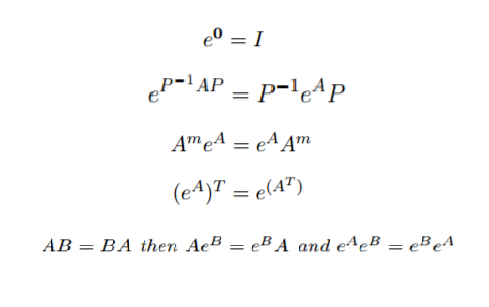 e^0 = I
e^{P^{-1}AP} = P^{-1}e^A P
A^m e^A = e^A A^m
(e^A)^T = e^{(A^T)}
AB = BA then Ae^B = e^B A and e^A e^B = e^B e^A